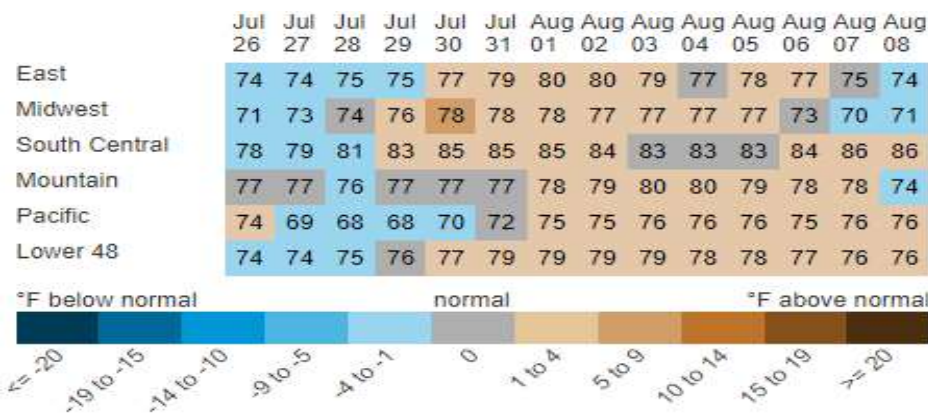 Jul Jul Jul Jul Jul Jul Aug Aug Aug Aug Aug Aug Aug Aug
26 27 28 29 30 31 01 02 03 04 05 06 07 08
East 74 74 75 75 77 79 80 80 79 77 78 77 75 74
Midwest 71 73 74 76 78 78 78 77 77 77 77 73 70 71
South Central 78 79 81 83 85 85 85 84 83 83 83 84 86 86
Mountain 77 77 76 77 77 77 78 79 80 80 79 78 78 74
Pacific 74 69 68 68 70 72 75 75 76 76 76 75 76 76
Lower 48 74 74 75 76 77 79 79 79 79 78 78 77 76 76
°F below normal normal °F above normal
<= -20 -19 to -15 -14 to -10 -9 to -5 -4 to -1 0 1 to 4 5 to 9 10 to 14 15 to 19 >= 20